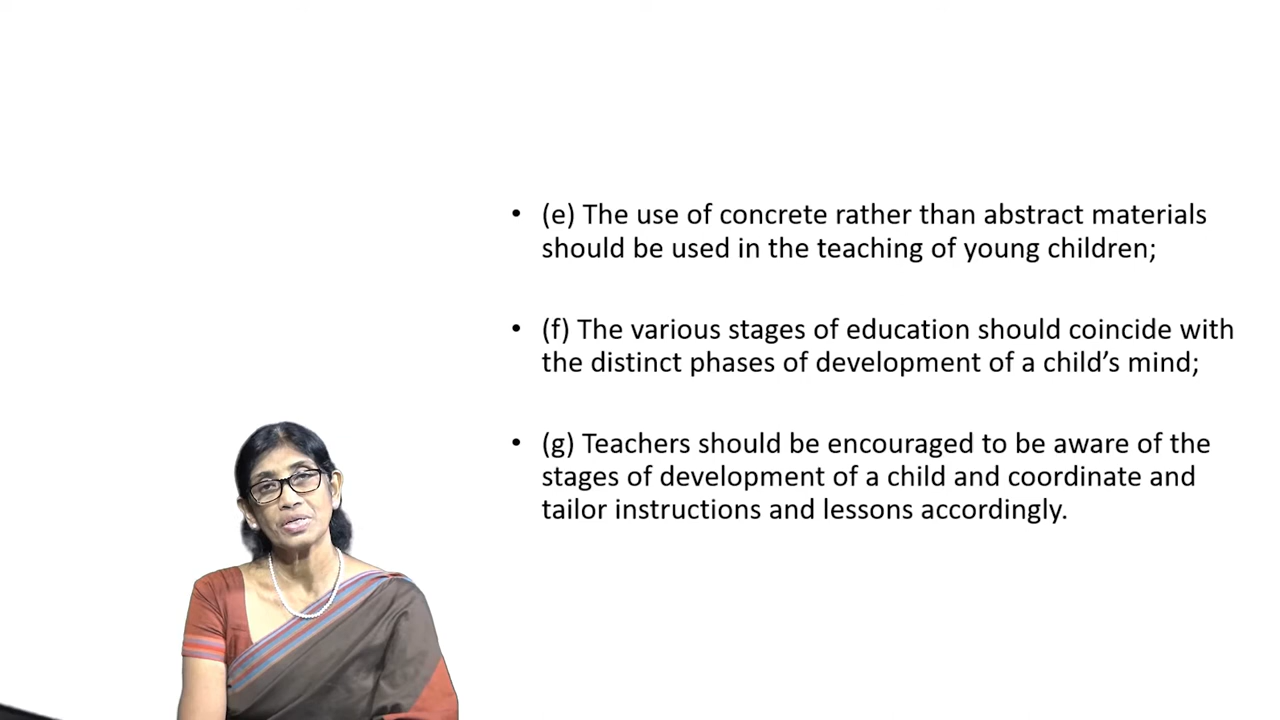 • (e) The use of concrete rather than abstract materials
should be used in the teaching of young children;
• (f) The various stages of education should coincide with
the distinct phases of development of a child’s mind;
• (g) Teachers should be encouraged to be aware of the
stages of development of a child and coordinate and
tailor instructions and lessons accordingly.